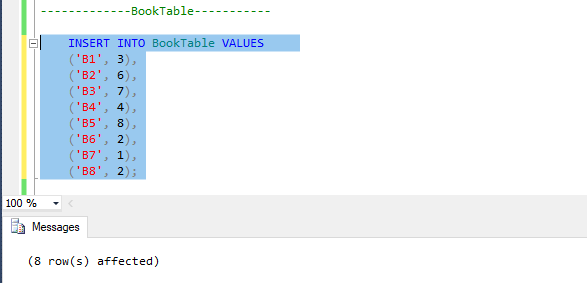 -------------BookTable-----------
INSERT INTO BookTable VALUES
('B1', 3),
('B2', 6),
('B3', 7),
('B4', 4),
('B5', 8),
('B6', 2),
('B7', 1),
('B8', 2);
100 %
Messages
(8 row(s) affected)